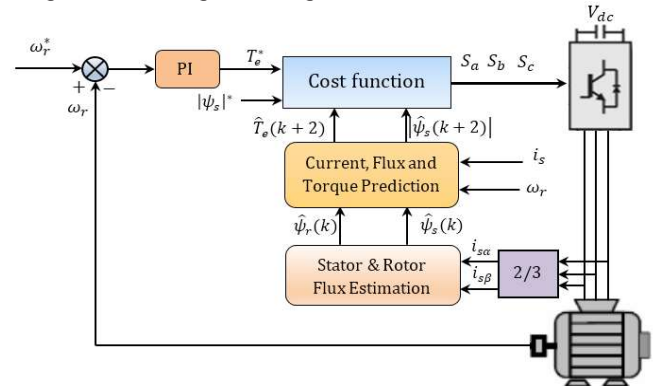 V_dc
ω_r^*
PI
T_e^*
Cost function
S_a S_b S_c
+ −
ω_r
|ψ_s|^*
T̂_e(k+2)
|ψ̂_s(k+2)|
Current, Flux and
Torque Prediction
i_s
ω_r
ψ̂_r(k)
ψ̂_s(k)
Stator & Rotor
Flux Estimation
i_sα
i_sβ
2/3